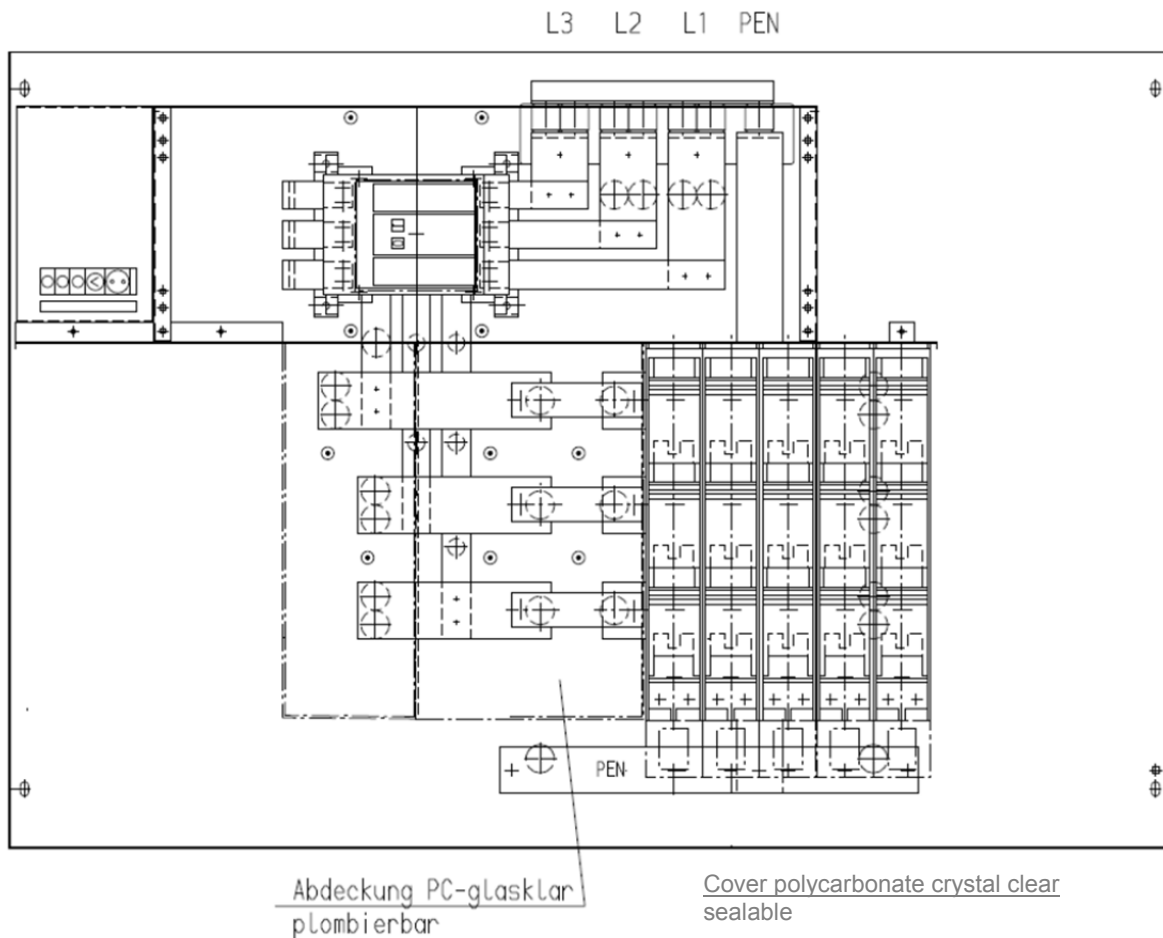 L3 L2 L1 PEN
PEN
Abdeckung PC-glasklar
plombierbar
Cover polycarbonate crystal clear
sealable